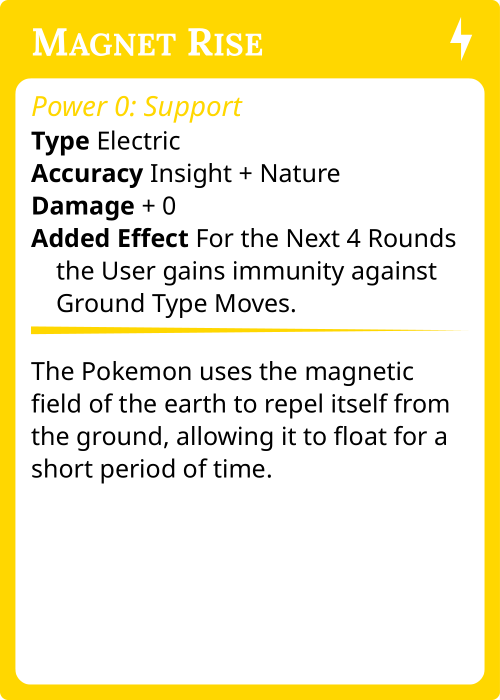 Magnet Rise
Power 0: Support
Type Electric
Accuracy Insight + Nature
Damage + 0
Added Effect For the Next 4 Rounds
the User gains immunity against
Ground Type Moves.
The Pokemon uses the magnetic
field of the earth to repel itself from
the ground, allowing it to float for a
short period of time.